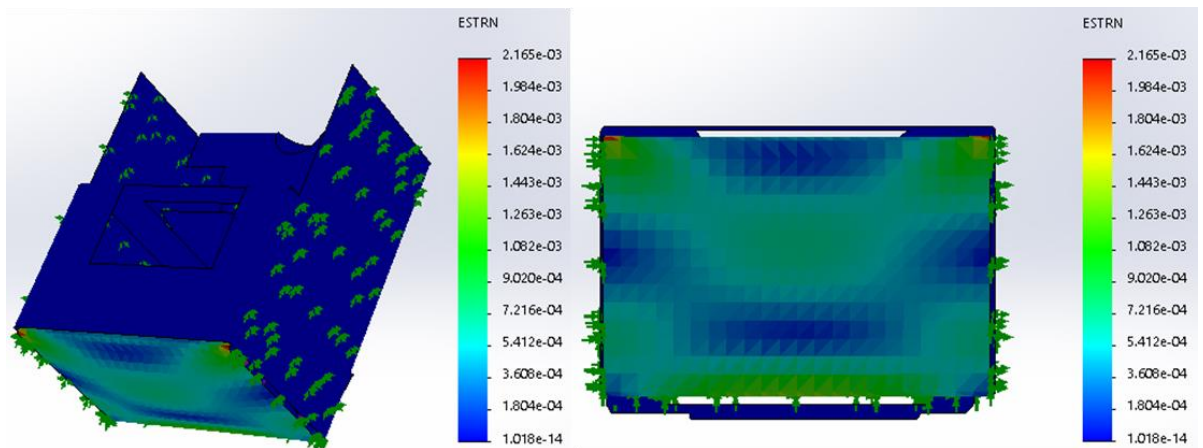 ESTRN
2.165e-03
1.984e-03
1.804e-03
1.624e-03
1.443e-03
1.263e-03
1.082e-03
9.020e-04
7.216e-04
5.412e-04
3.608e-04
1.804e-04
1.018e-14
ESTRN
2.165e-03
1.984e-03
1.804e-03
1.624e-03
1.443e-03
1.263e-03
1.082e-03
9.020e-04
7.216e-04
5.412e-04
3.608e-04
1.804e-04
1.018e-14